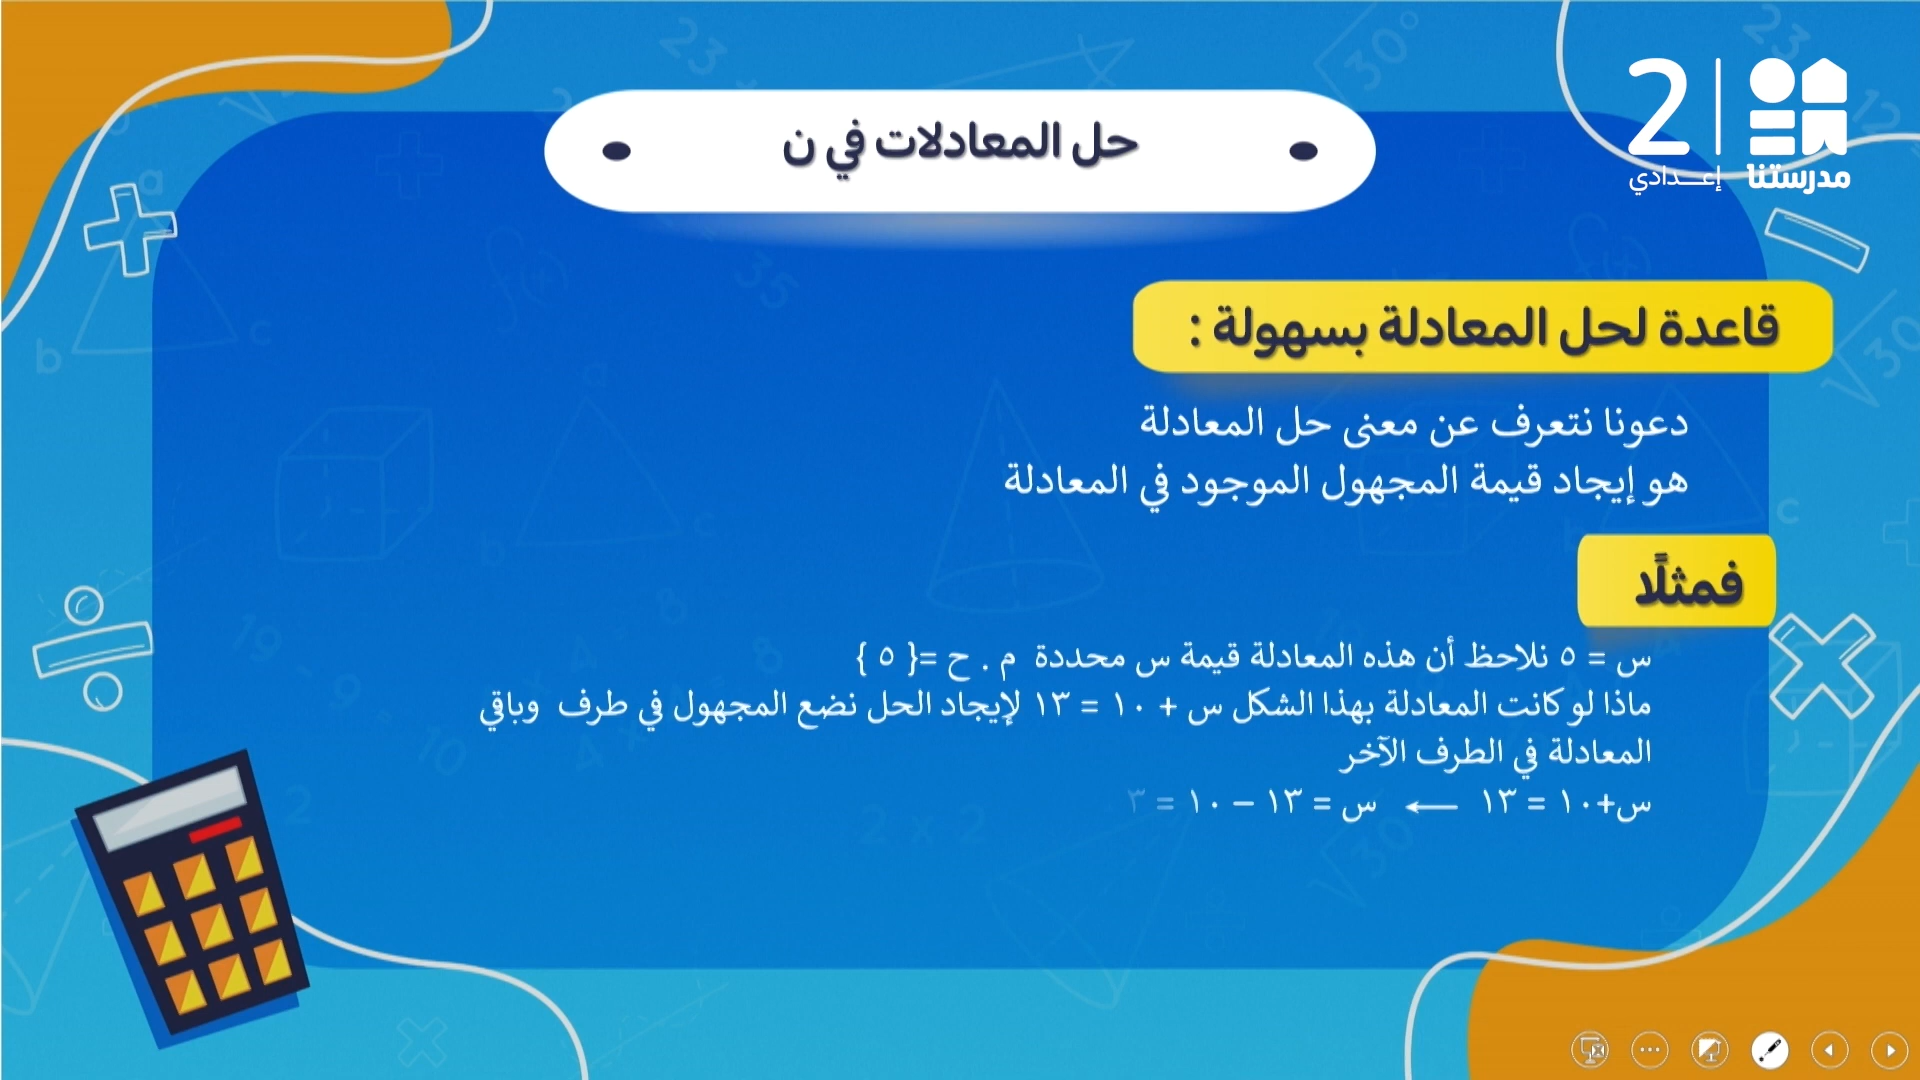 2
مدرستنا
إعـــدادي
حل المعادلات في ن
قاعدة لحل المعادلة بسهولة :
دعونا نتعرف عن معنى حل المعادلة
هو إيجاد قيمة المجهول الموجود في المعادلة
فمثلًا
س = ٥ نلاحظ أن هذه المعادلة قيمة س محددة م . ح ={ ٥ }
ماذا لو كانت المعادلة بهذا الشكل س + ١٠ = ١٣ لإيجاد الحل نضع المجهول في طرف وباقي
المعادلة في الطرف الآخر
س+١٠ = ١٣ ⟵ س = ١٣ – ١٠ = ٣